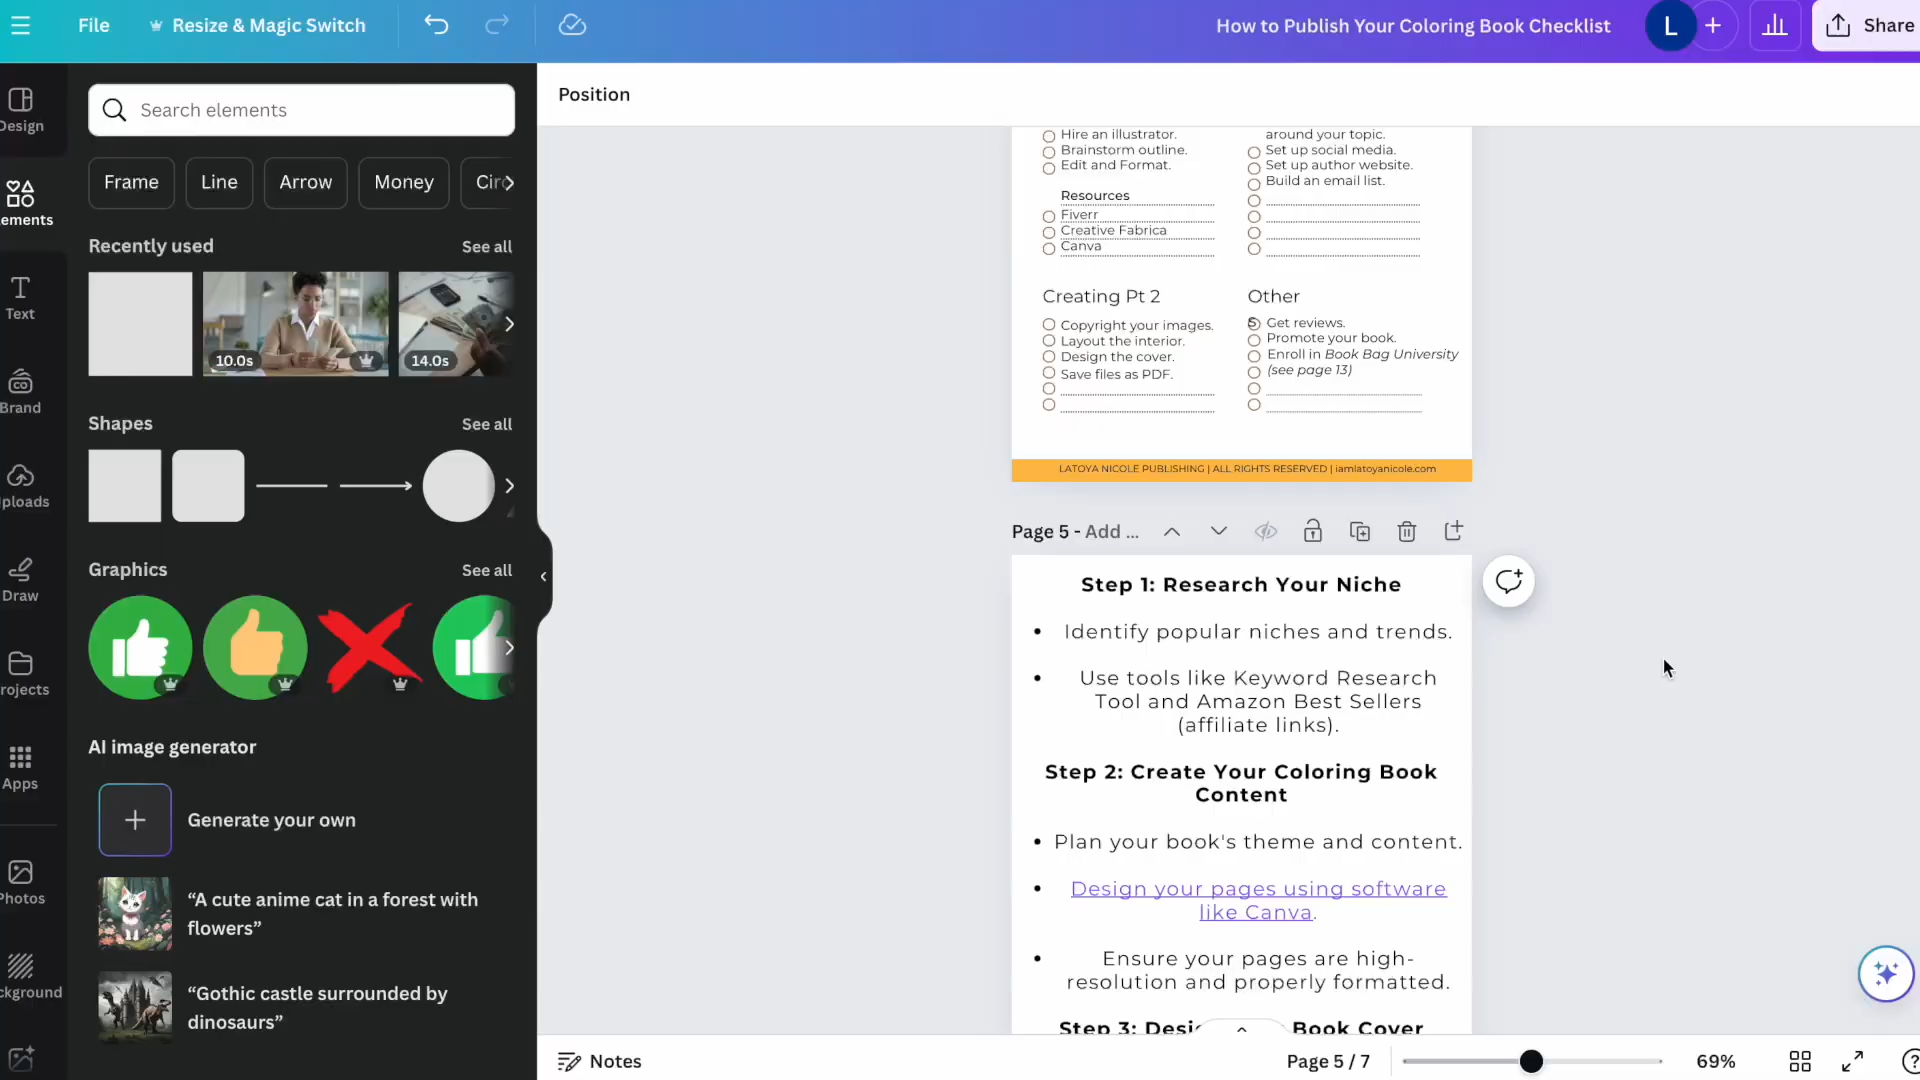 File
Resize & Magic Switch
How to Publish Your Coloring Book Checklist
L
Share
Design
Search elements
Position
Frame
Line
Arrow
Money
Circ
ements
Recently used
See all
10.0s
14.0s
Text
Brand
Shapes
See all
ploads
Graphics
See all
Draw
rojects
AI image generator
Apps
Generate your own
hotos
“A cute anime cat in a forest with
flowers”
ckground
“Gothic castle surrounded by
dinosaurs”
Hire an illustrator.
Brainstorm outline.
Edit and Format.
Resources
Fiverr
Creative Fabrica
Canva
around your topic.
Set up social media.
Set up author website.
Build an email list.
Creating Pt 2
Copyright your images.
Layout the interior.
Design the cover.
Save files as PDF.
Other
S
Get reviews.
Promote your book.
Enroll in Book Bag University
(see page 13)
LATOYA NICOLE PUBLISHING | ALL RIGHTS RESERVED | iamlatoyanicole.com
Page 5 - Add ...
Step 1: Research Your Niche
• Identify popular niches and trends.
• Use tools like Keyword Research
Tool and Amazon Best Sellers
(affiliate links).
Step 2: Create Your Coloring Book
Content
• Plan your book's theme and content.
• Design your pages using software
like Canva.
• Ensure your pages are high-
resolution and properly formatted.
Step 3: Desi
Book Cover
Notes
Page 5 / 7
69%